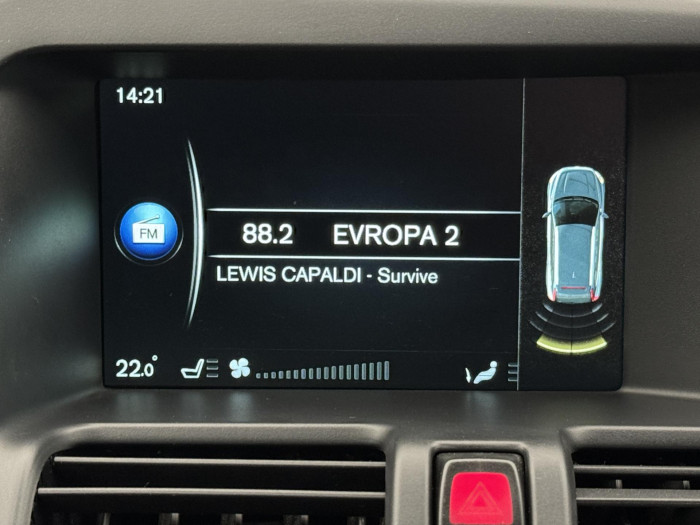 14:21
FM
88.2 EVROPA 2
LEWIS CAPALDI - Survive
22.0°